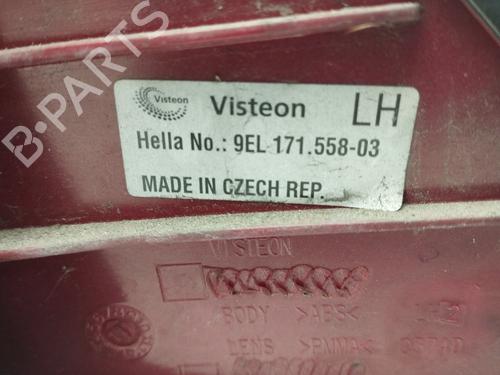 B-PARTS
Visteon Visteon LH
Hella No.: 9EL 171.558-03
MADE IN CZECH REP.
VISTEON
BODY >ABS<
LENS >PMMA<